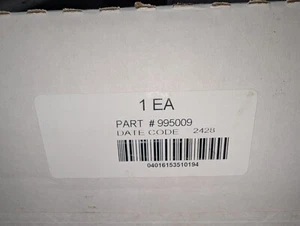 1 EA
PART # 995009
DATE CODE 2428
04016153510194